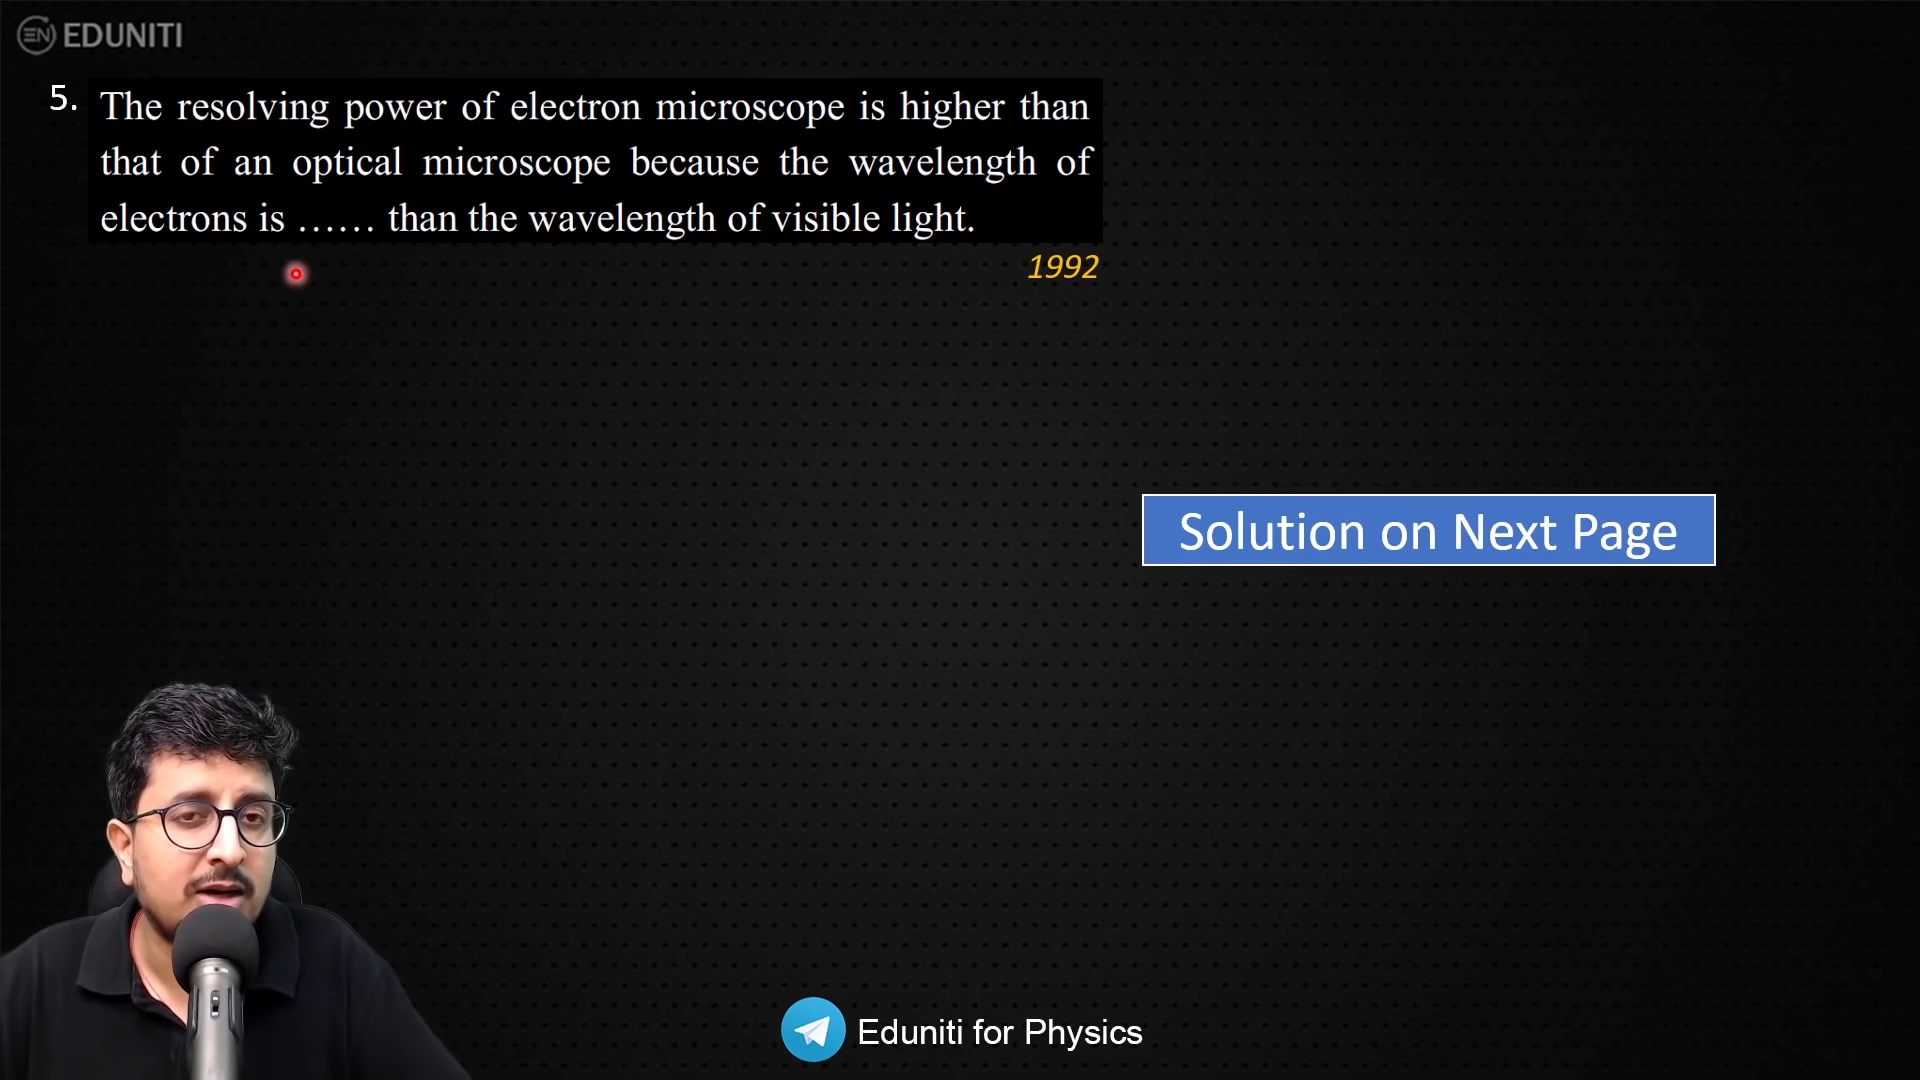 EN EDUNITI
5. The resolving power of electron microscope is higher than
that of an optical microscope because the wavelength of
electrons is ...... than the wavelength of visible light.
1992
Solution on Next Page
Eduniti for Physics